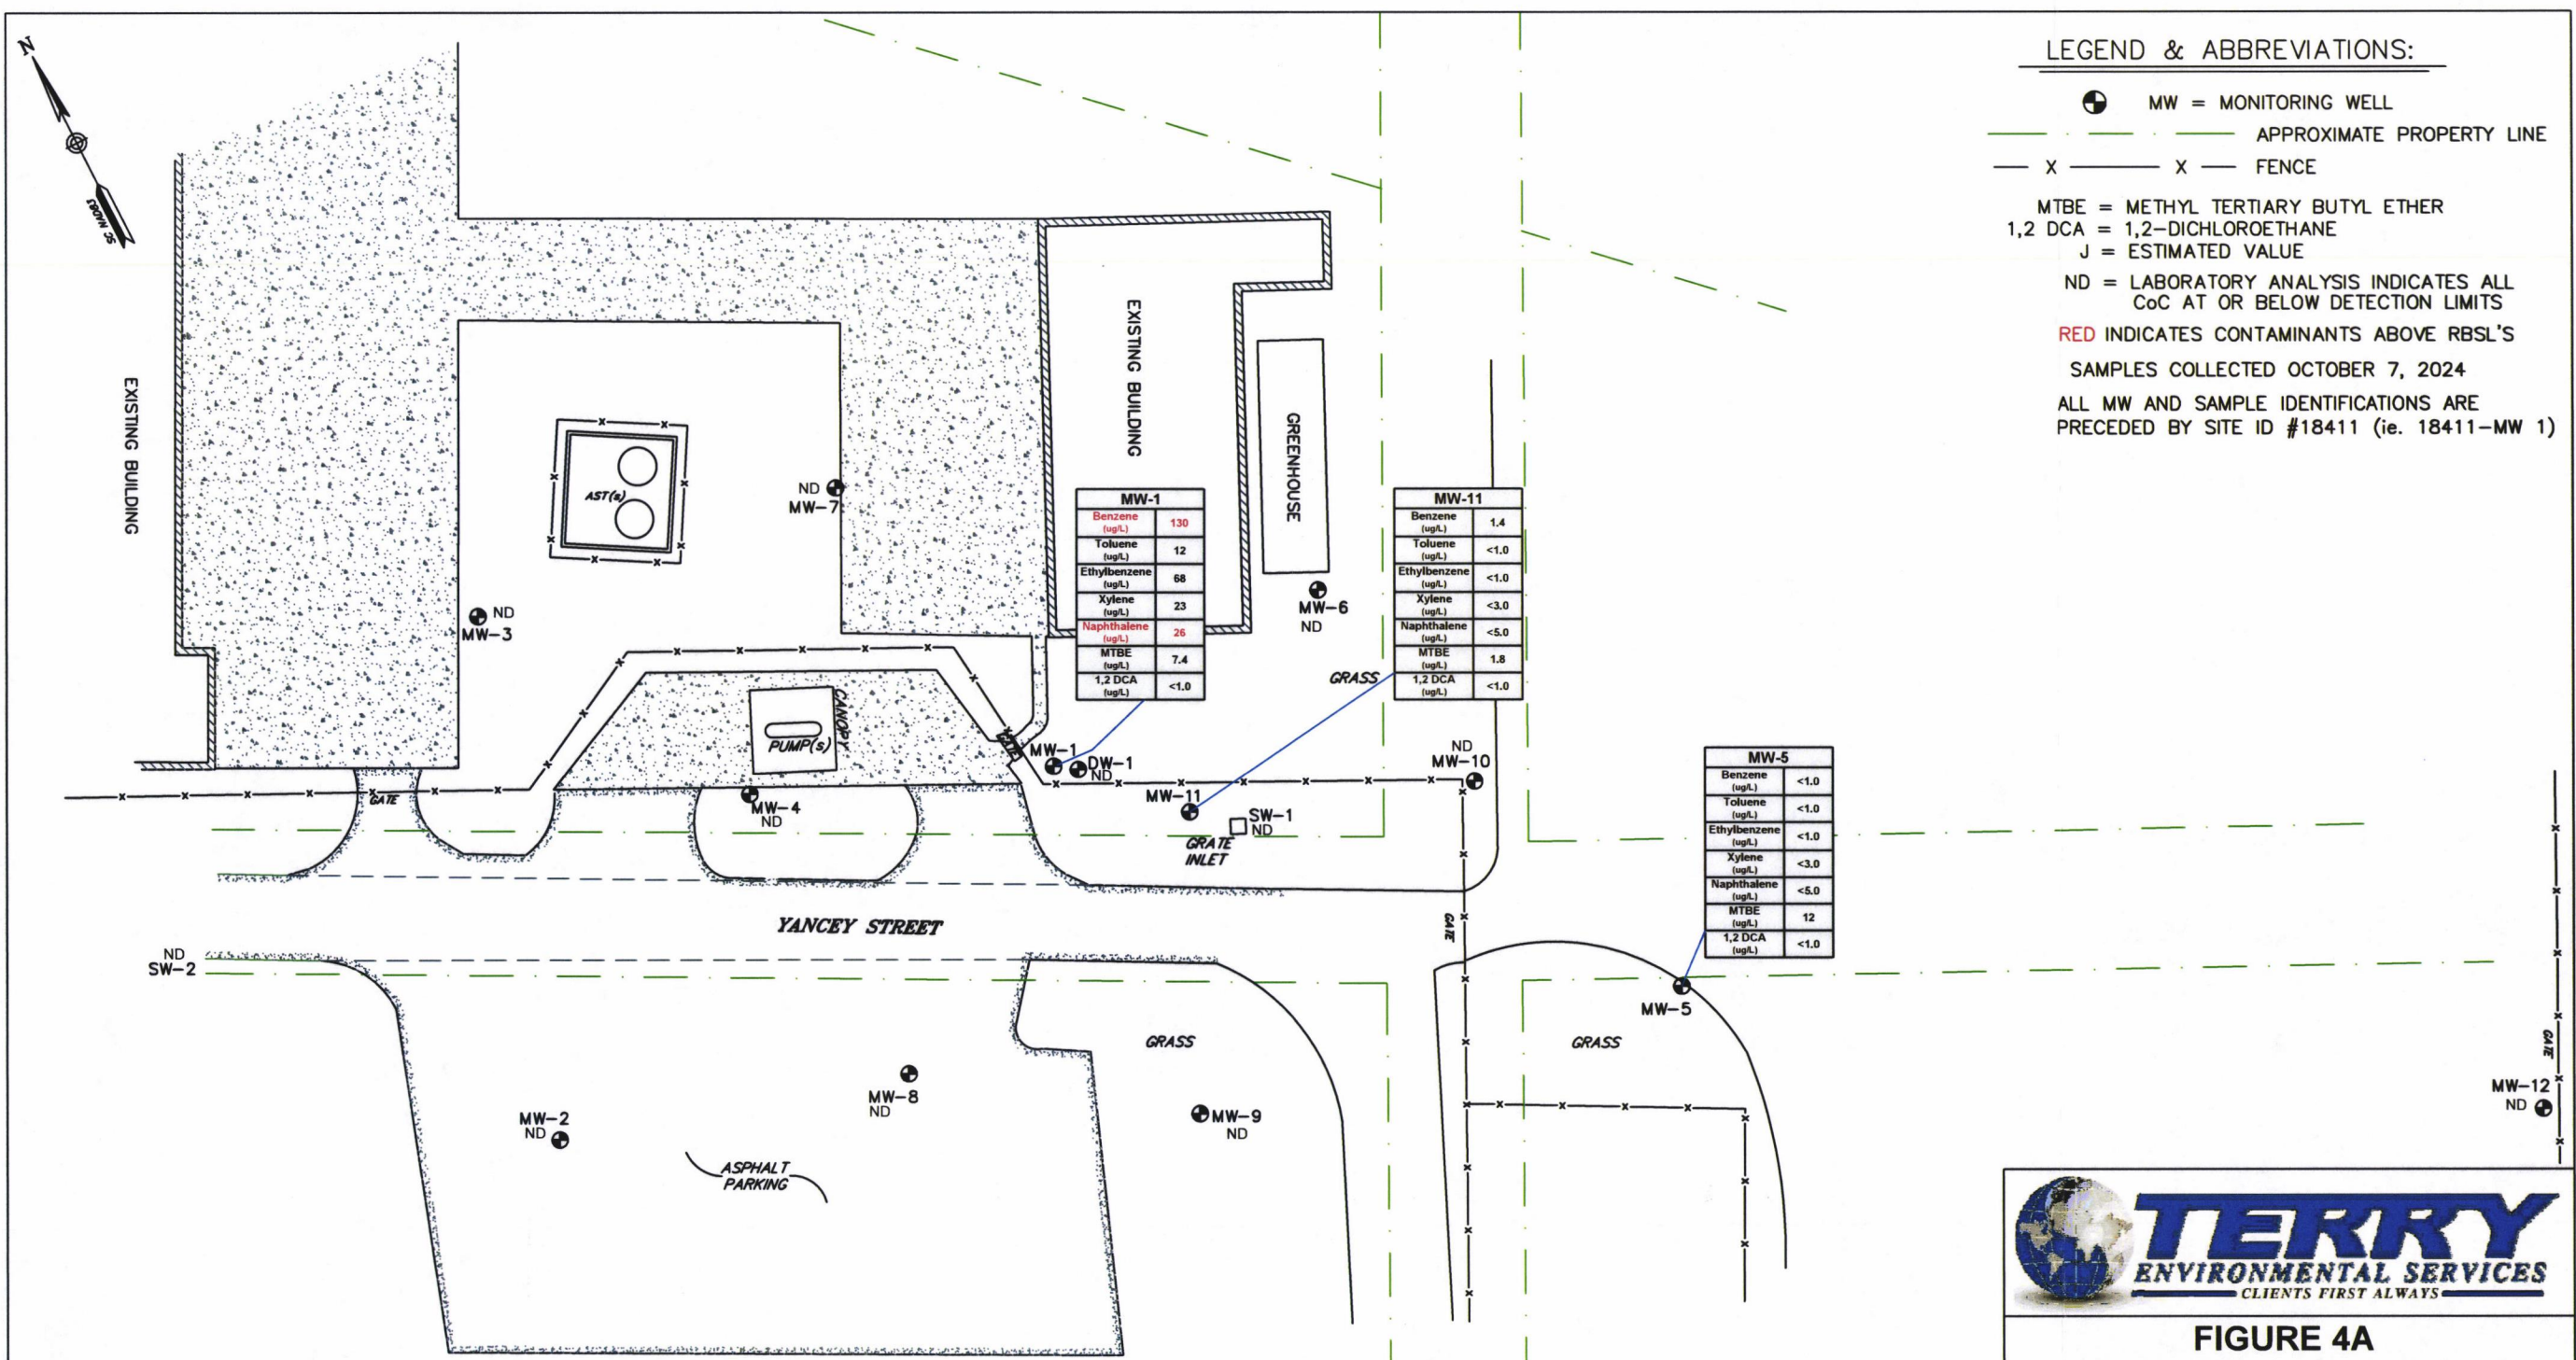 N
SC NAD83
LEGEND & ABBREVIATIONS:
MW = MONITORING WELL
APPROXIMATE PROPERTY LINE
X X FENCE
MTBE = METHYL TERTIARY BUTYL ETHER
1,2 DCA = 1,2-DICHLOROETHANE
J = ESTIMATED VALUE
ND = LABORATORY ANALYSIS INDICATES ALL
CoC AT OR BELOW DETECTION LIMITS
RED INDICATES CONTAMINANTS ABOVE RBSL'S
SAMPLES COLLECTED OCTOBER 7, 2024
ALL MW AND SAMPLE IDENTIFICATIONS ARE
PRECEDED BY SITE ID #18411 (ie. 18411-MW 1)
EXISTING BUILDING
EXISTING BUILDING
GREENHOUSE
AST(s)
ND
MW-7
ND
MW-3
MW-6
ND
MW-1
Benzene (ug/L) 130
Toluene (ug/L) 12
Ethylbenzene (ug/L) 68
Xylene (ug/L) 23
Naphthalene (ug/L) 26
MTBE (ug/L) 7.4
1,2 DCA (ug/L) <1.0
MW-11
Benzene (ug/L) 1.4
Toluene (ug/L) <1.0
Ethylbenzene (ug/L) <1.0
Xylene (ug/L) <3.0
Naphthalene (ug/L) <5.0
MTBE (ug/L) 1.8
1,2 DCA (ug/L) <1.0
GRASS
CANOPY
PUMP(s)
GATE
MW-1
DW-1
ND
ND
MW-10
GATE
MW-4
ND
MW-11
SW-1
ND
GRATE
INLET
MW-5
Benzene (ug/L) <1.0
Toluene (ug/L) <1.0
Ethylbenzene (ug/L) <1.0
Xylene (ug/L) <3.0
Naphthalene (ug/L) <5.0
MTBE (ug/L) 12
1,2 DCA (ug/L) <1.0
YANCEY STREET
GATE
ND
SW-2
MW-5
GRASS
GRASS
GATE
MW-8
ND
MW-2
ND
MW-9
ND
MW-12
ND
ASPHALT
PARKING
TERRY
ENVIRONMENTAL SERVICES
CLIENTS FIRST ALWAYS
FIGURE 4A